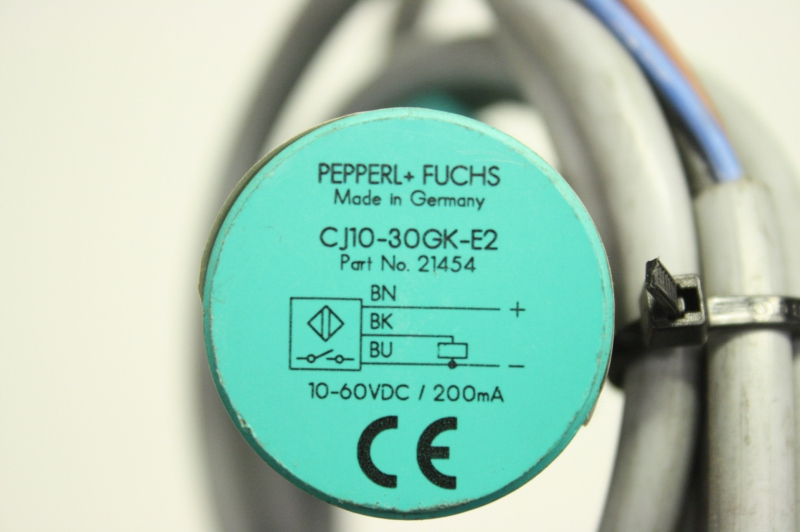 PEPPERL+ FUCHS
Made in Germany
CJ10-30GK-E2
Part No. 21454
BN
+
BK
BU
−
10-60VDC / 200mA
CE